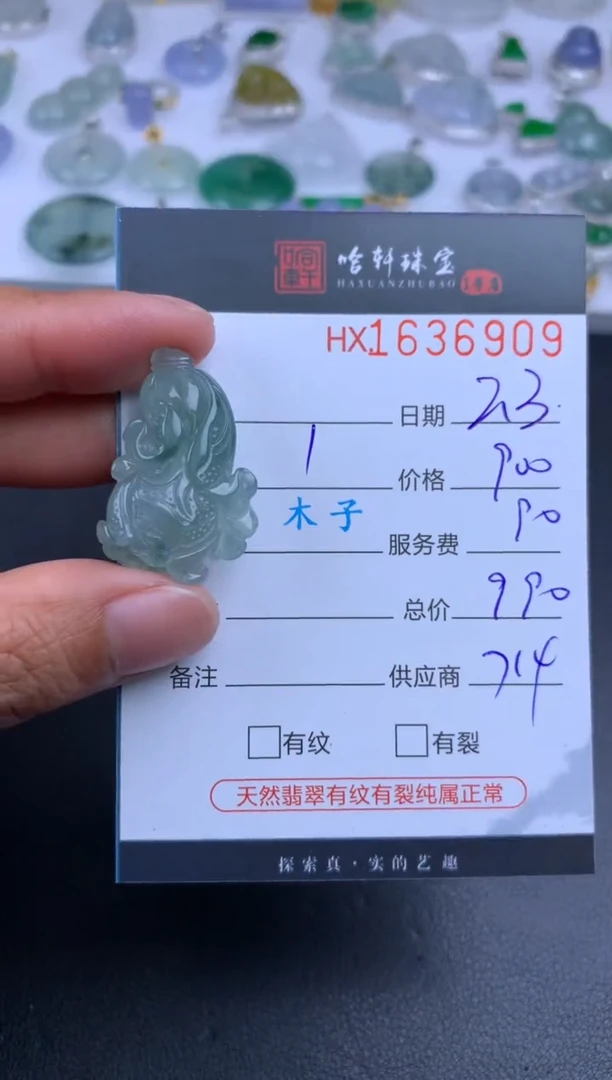 哈轩珠宝
HAXUANZHUBAO
HX1636909
日期 23.
1 价格 900
木子
服务费 90
总价 990
备注 供应商 714
有纹 有裂
天然翡翠有纹有裂纯属正常
探索真·实的艺趣